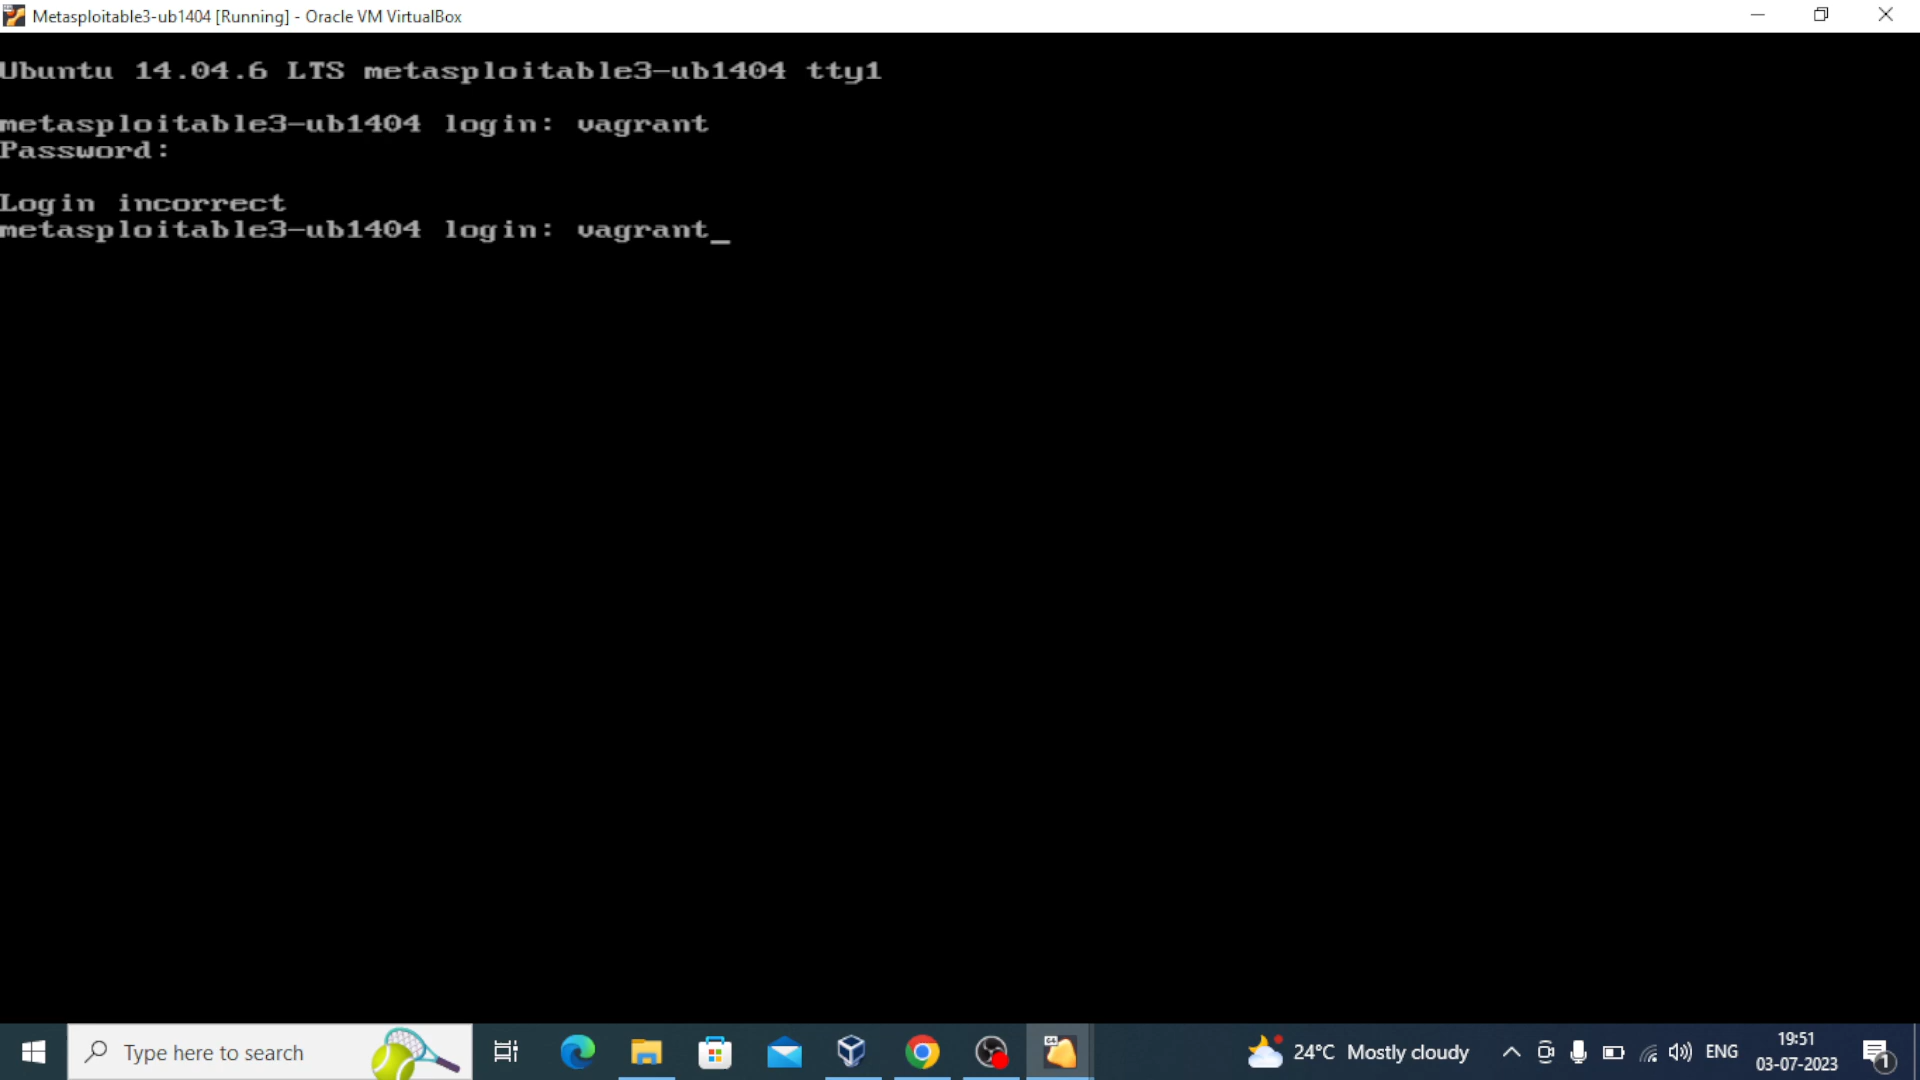 Metasploitable3-ub1404 [Running] - Oracle VM VirtualBox
Ubuntu 14.04.6 LTS metasploitable3-ub1404 tty1
metasploitable3-ub1404 login: vagrant
Password:
Login incorrect
metasploitable3-ub1404 login: vagrant_
Type here to search
64
24°C Mostly cloudy
ENG
19:51
03-07-2023
1